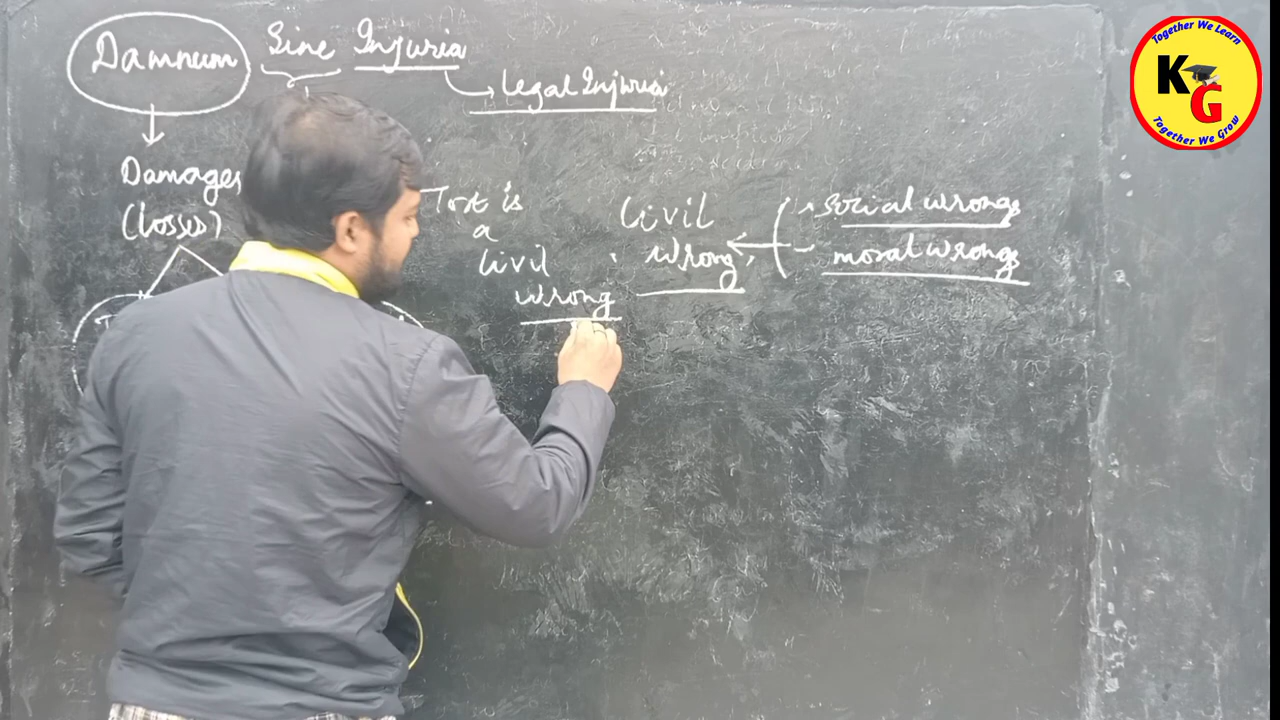 Damnum Sine Injuria
Legal Injuria
Damages
(Losses)
Tort is
a
Civil
wrong
Civil
wrong,
social wrongs
moral wrongs
Together We Learn
KG
Together We Grow